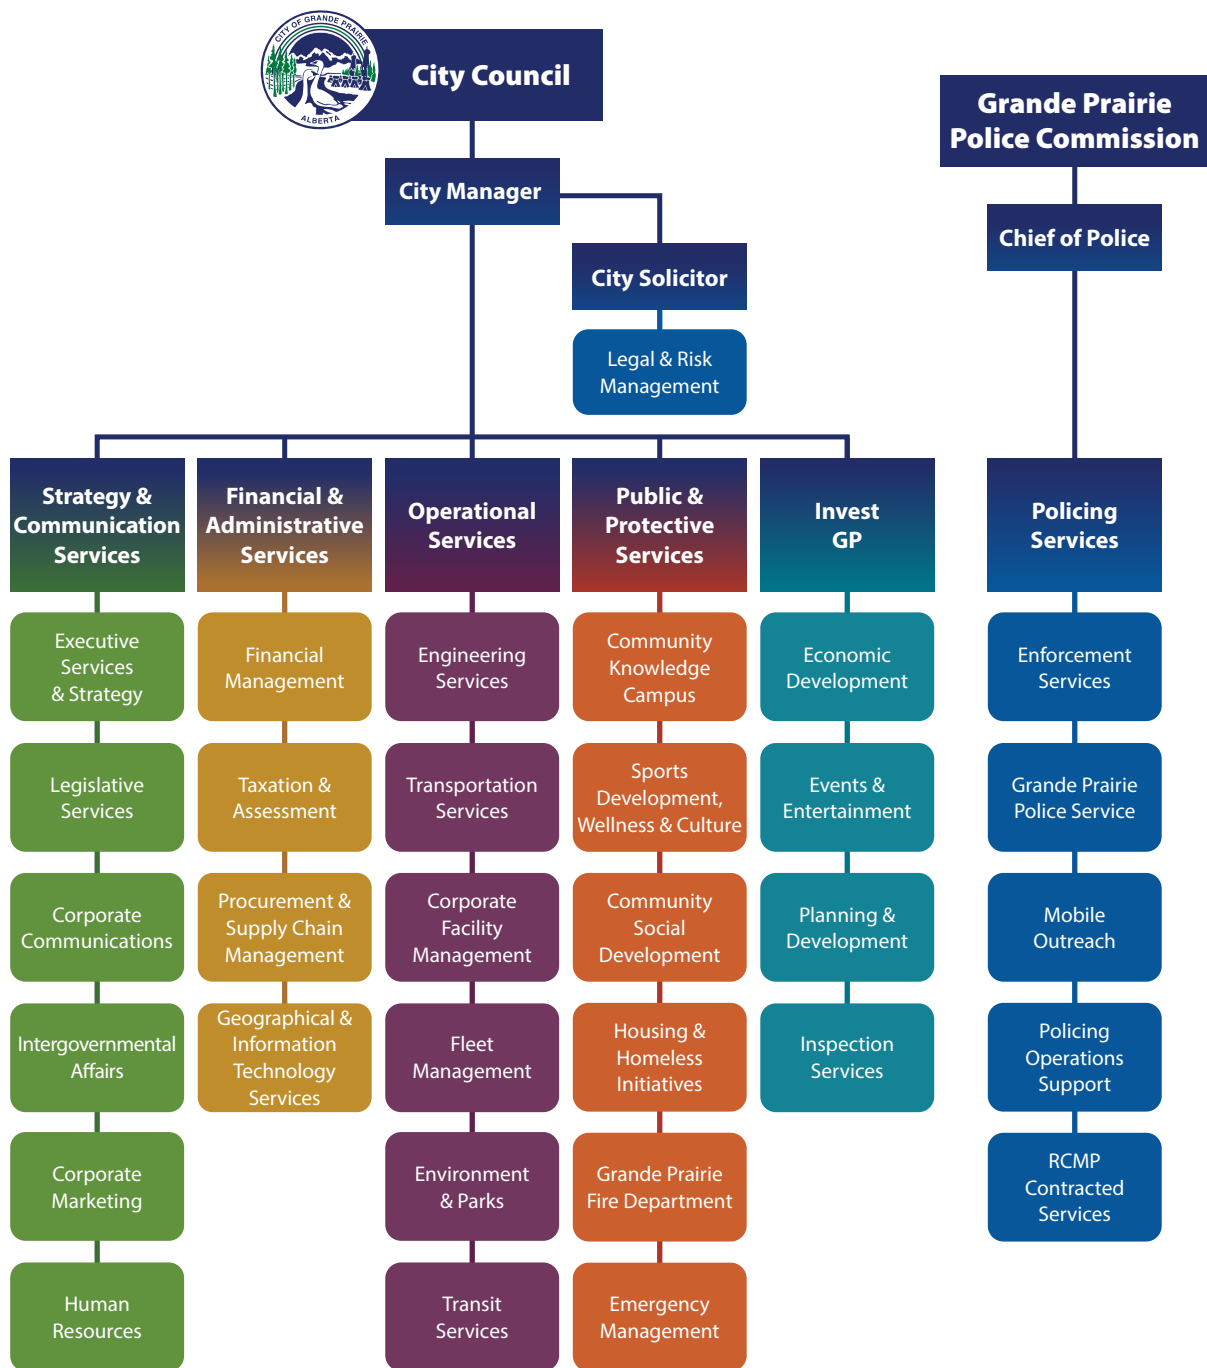 CITY OF GRANDE PRAIRIE
ALBERTA
City Council
City Manager
City Solicitor
Legal & Risk
Management
Grande Prairie
Police Commission
Chief of Police
Strategy &
Communication
Services
Executive
Services
& Strategy
Legislative
Services
Corporate
Communications
Intergovernmental
Affairs
Corporate
Marketing
Human
Resources
Financial &
Administrative
Services
Financial
Management
Taxation &
Assessment
Procurement &
Supply Chain
Management
Geographical &
Information
Technology
Services
Operational
Services
Engineering
Services
Transportation
Services
Corporate
Facility
Management
Fleet
Management
Environment
& Parks
Transit
Services
Public &
Protective
Services
Community
Knowledge
Campus
Sports
Development,
Wellness & Culture
Community
Social
Development
Housing &
Homeless
Initiatives
Grande Prairie
Fire Department
Emergency
Management
Invest
GP
Economic
Development
Events &
Entertainment
Planning &
Development
Inspection
Services
Policing
Services
Enforcement
Services
Grande Prairie
Police Service
Mobile
Outreach
Policing
Operations
Support
RCMP
Contracted
Services